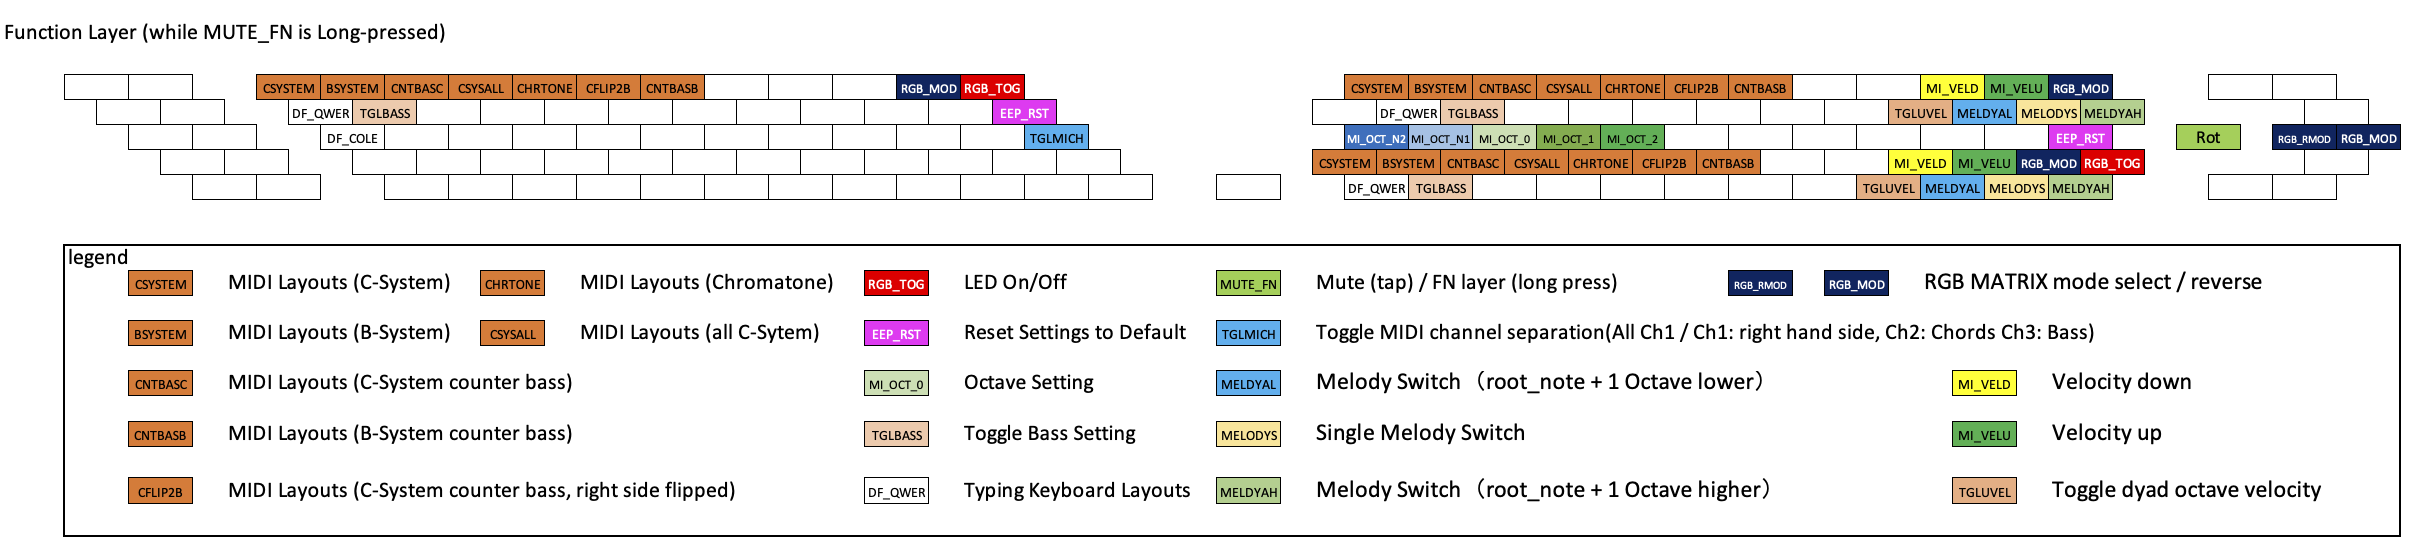 Function Layer (while MUTE_FN is Long-pressed)
CSYSTEM BSYSTEM CNTBASC CSYSALL CHRTONE CFLIP2B CNTBASB RGB_MOD RGB_TOG CSYSTEM BSYSTEM CNTBASC CSYSALL CHRTONE CFLIP2B CNTBASB MI_VELD MI_VELU RGB_MOD
DF_QWER TGLBASS EEP_RST DF_QWER TGLBASS TGLUVEL MELDYAL MELODYS MELDYAH
DF_COLE TGLMICH MI_OCT_N2 MI_OCT_N1 MI_OCT_0 MI_OCT_1 MI_OCT_2 EEP_RST Rot RGB_RMOD RGB_MOD
CSYSTEM BSYSTEM CNTBASC CSYSALL CHRTONE CFLIP2B CNTBASB MI_VELD MI_VELU RGB_MOD RGB_TOG
DF_QWER TGLBASS TGLUVEL MELDYAL MELODYS MELDYAH
legend
CSYSTEM MIDI Layouts (C-System) CHRTONE MIDI Layouts (Chromatone) RGB_TOG LED On/Off MUTE_FN Mute (tap) / FN layer (long press) RGB_RMOD RGB_MOD RGB MATRIX mode select / reverse
BSYSTEM MIDI Layouts (B-System) CSYSALL MIDI Layouts (all C-Sytem) EEP_RST Reset Settings to Default TGLMICH Toggle MIDI channel separation(All Ch1 / Ch1: right hand side, Ch2: Chords Ch3: Bass)
CNTBASC MIDI Layouts (C-System counter bass) MI_OCT_0 Octave Setting MELDYAL Melody Switch（root_note + 1 Octave lower） MI_VELD Velocity down
CNTBASB MIDI Layouts (B-System counter bass) TGLBASS Toggle Bass Setting MELODYS Single Melody Switch MI_VELU Velocity up
CFLIP2B MIDI Layouts (C-System counter bass, right side flipped) DF_QWER Typing Keyboard Layouts MELDYAH Melody Switch（root_note + 1 Octave higher） TGLUVEL Toggle dyad octave velocity